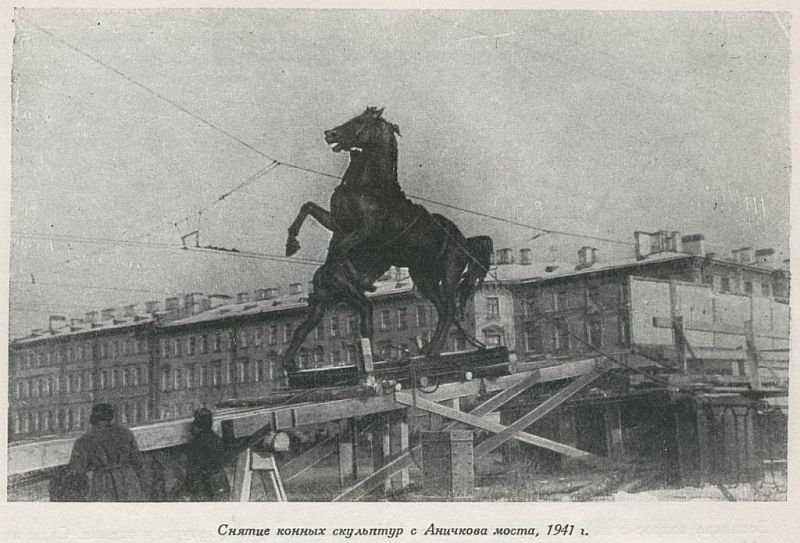 Снятие конных скульптур с Аничкова моста, 1941 г.